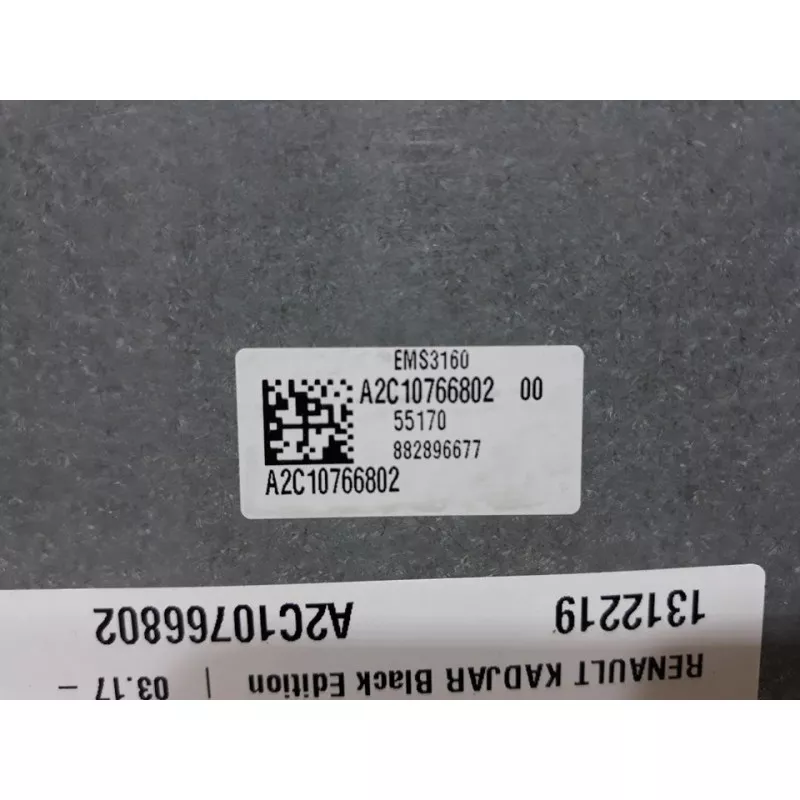 EMS3160
A2C10766802 00
55170
882896677
A2C10766802
RENAULT KADJAR Black Edition | 03.17 –
1312219 A2C10766802